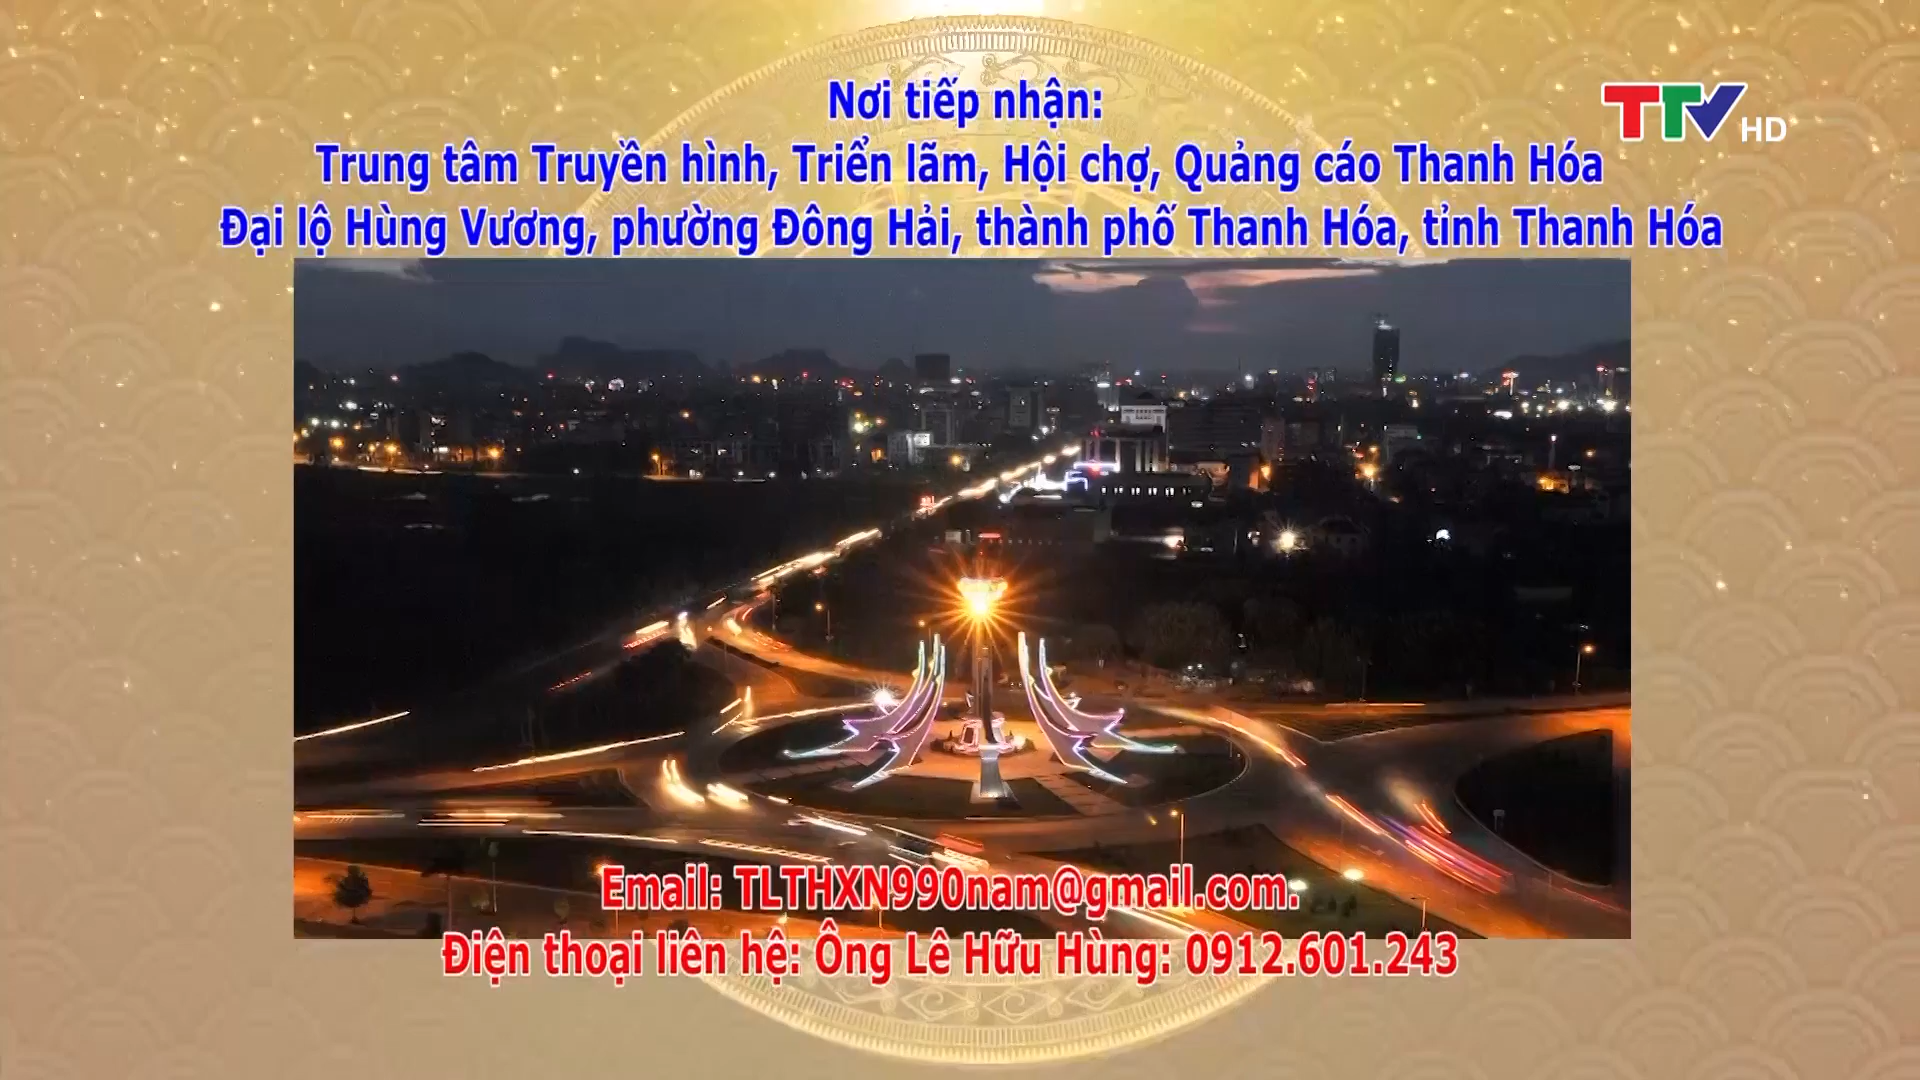 Nơi tiếp nhận:
TTV HD
Trung tâm Truyền hình, Triển lãm, Hội chợ, Quảng cáo Thanh Hóa
Đại lộ Hùng Vương, phường Đông Hải, thành phố Thanh Hóa, tỉnh Thanh Hóa
Email: TLTHXN990nam@gmail.com.
Điện thoại liên hệ: Ông Lê Hữu Hùng: 0912.601.243